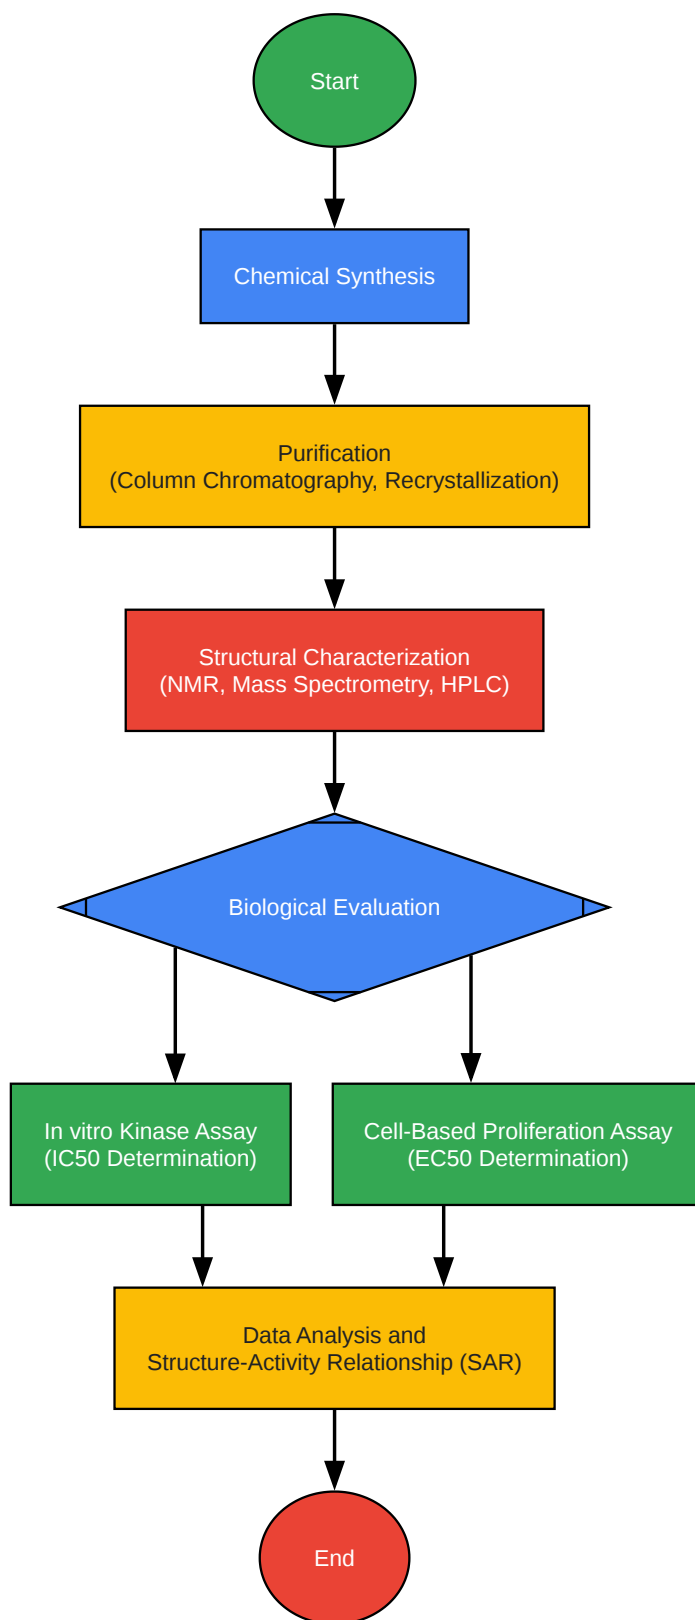 Start
Chemical Synthesis
Purification
(Column Chromatography, Recrystallization)
Structural Characterization
(NMR, Mass Spectrometry, HPLC)
Biological Evaluation
In vitro Kinase Assay
(IC50 Determination)
Cell-Based Proliferation Assay
(EC50 Determination)
Data Analysis and
Structure-Activity Relationship (SAR)
End